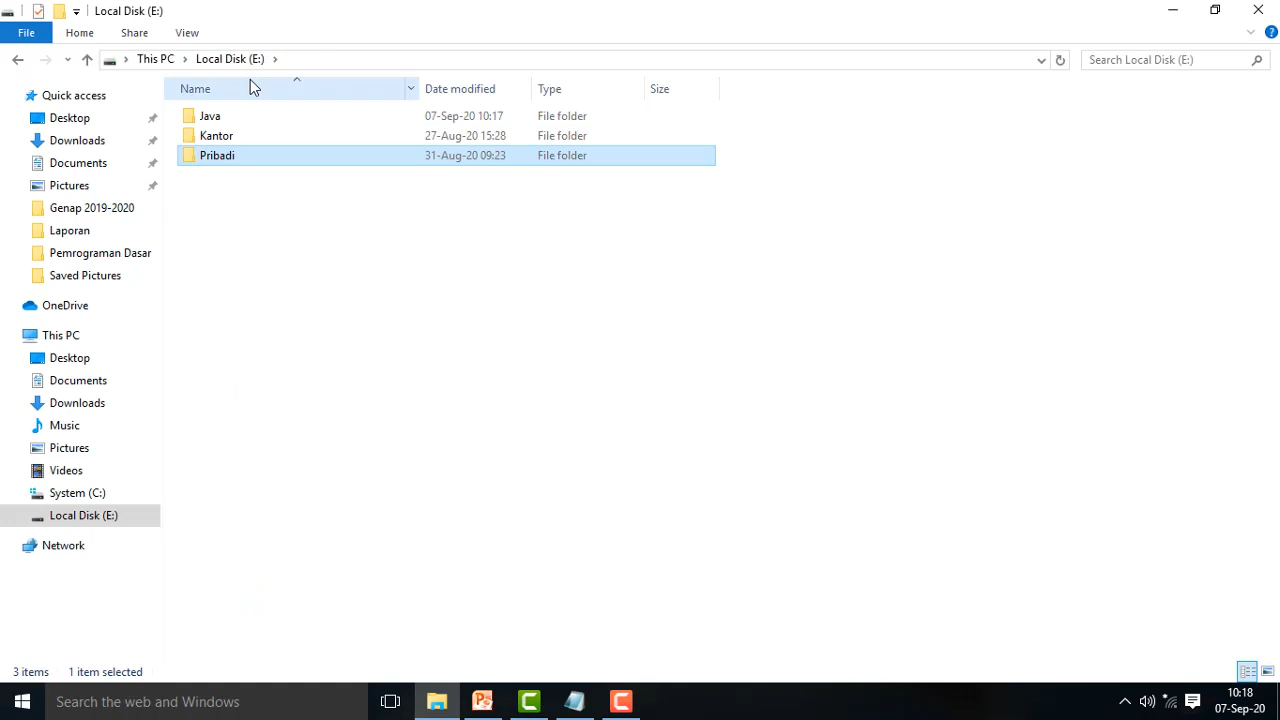 Local Disk (E:)
File Home Share View
This PC Local Disk (E:) Search Local Disk (E:)
Name Date modified Type Size
Java 07-Sep-20 10:17 File folder
Kantor 27-Aug-20 15:28 File folder
Pribadi 31-Aug-20 09:23 File folder
Quick access
Desktop
Downloads
Documents
Pictures
Genap 2019-2020
Laporan
Pemrograman Dasar
Saved Pictures
OneDrive
This PC
Desktop
Documents
Downloads
Music
Pictures
Videos
System (C:)
Local Disk (E:)
Network
3 items 1 item selected
Search the web and Windows
10:18
07-Sep-20